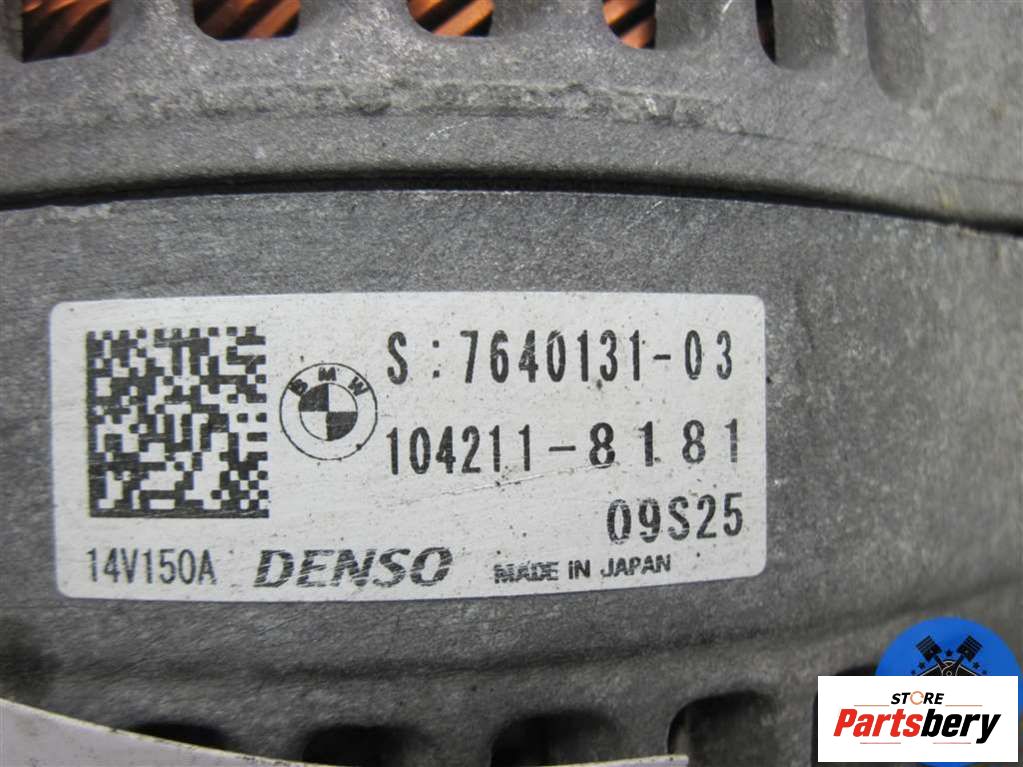 BMW
S:7640131-03
104211-8181
09S25
14V150A DENSO MADE IN JAPAN
STORE
Partsbery